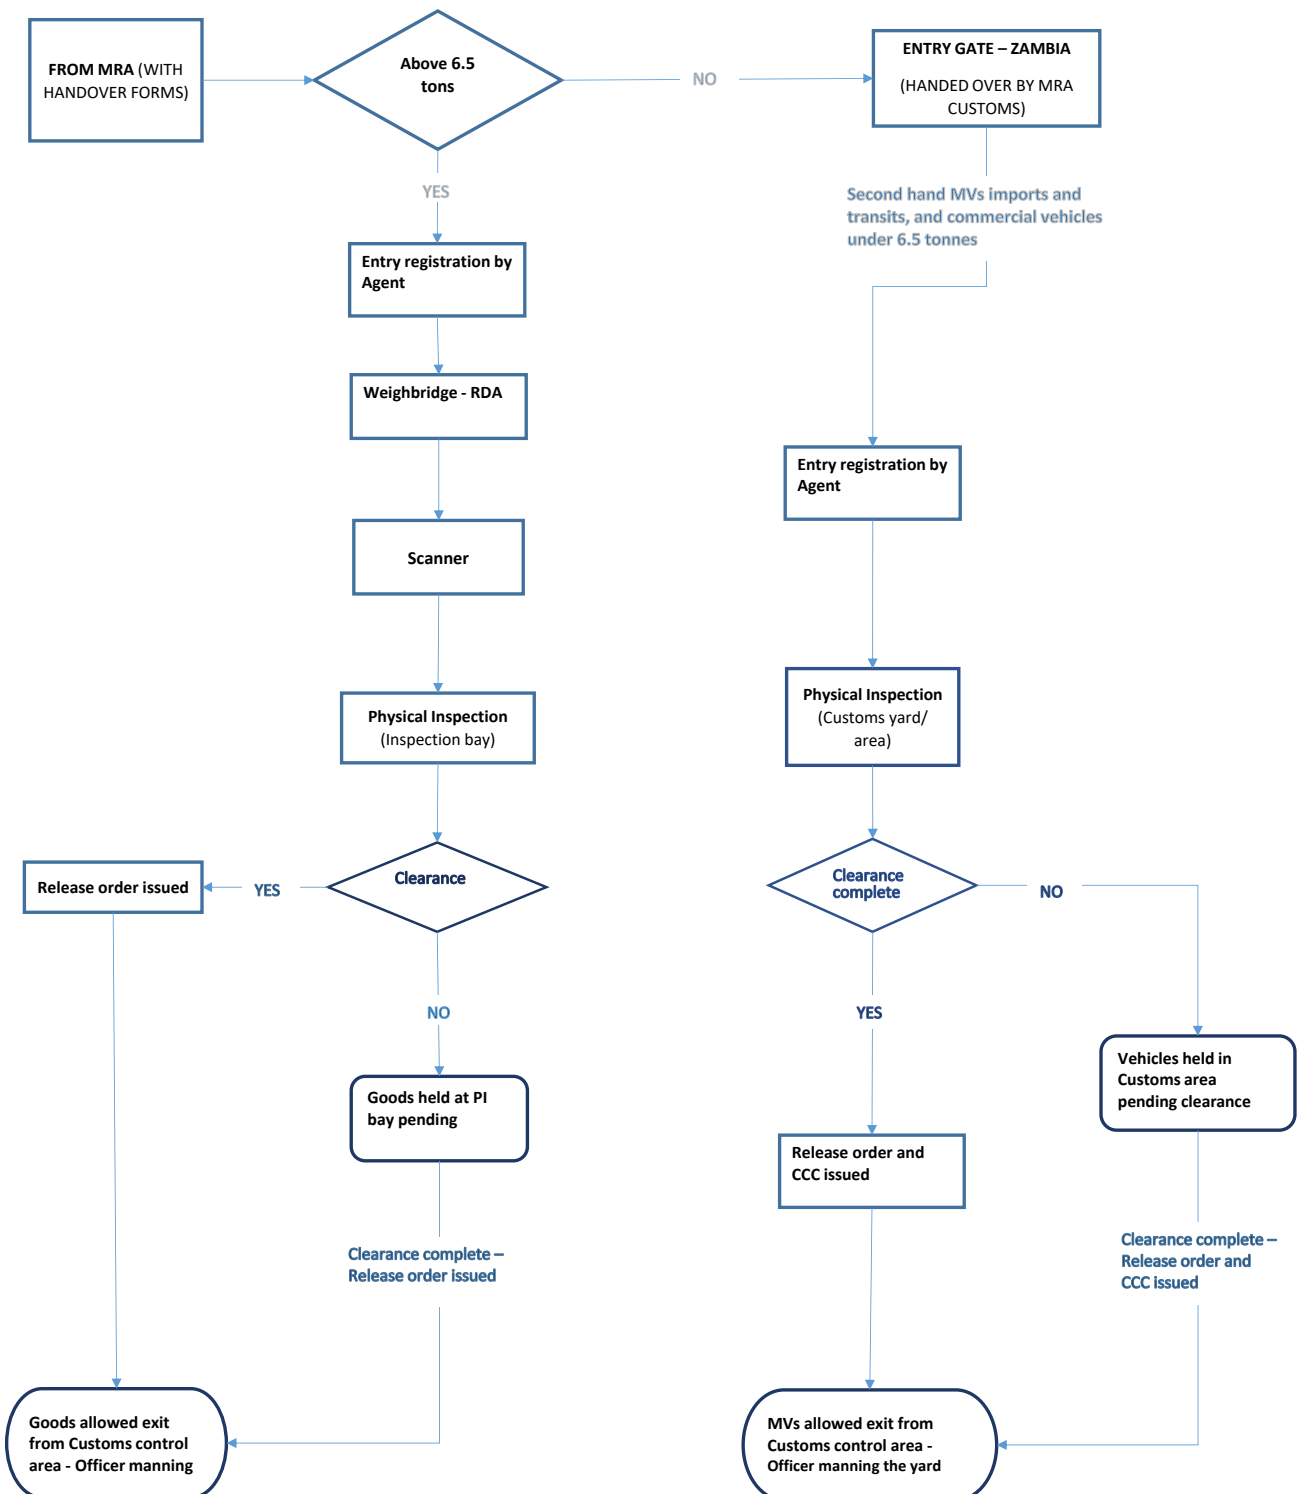 FROM MRA (WITH
HANDOVER FORMS)
Above 6.5
tons
NO
ENTRY GATE – ZAMBIA
(HANDED OVER BY MRA
CUSTOMS)
YES
Second hand MVs imports and
transits, and commercial vehicles
under 6.5 tonnes
Entry registration by
Agent
Weighbridge - RDA
Entry registration by
Agent
Scanner
Physical Inspection
(Inspection bay)
Physical Inspection
(Customs yard/
area)
Release order issued
YES
Clearance
Clearance
complete
NO
NO
YES
Goods held at PI
bay pending
Vehicles held in
Customs area
pending clearance
Release order and
CCC issued
Clearance complete –
Release order issued
Clearance complete –
Release order and
CCC issued
Goods allowed exit
from Customs control
area - Officer manning
MVs allowed exit from
Customs control area -
Officer manning the yard